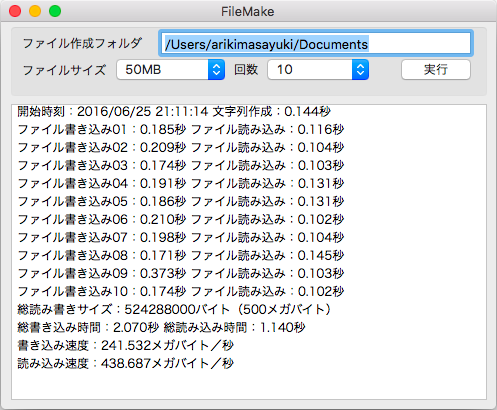 FileMake
ファイル作成フォルダ /Users/arikimasayuki/Documents
ファイルサイズ 50MB 回数 10 実行
開始時刻：2016/06/25 21:11:14 文字列作成：0.144秒
ファイル書き込み01：0.185秒 ファイル読み込み：0.116秒
ファイル書き込み02：0.209秒 ファイル読み込み：0.104秒
ファイル書き込み03：0.174秒 ファイル読み込み：0.103秒
ファイル書き込み04：0.191秒 ファイル読み込み：0.131秒
ファイル書き込み05：0.186秒 ファイル読み込み：0.131秒
ファイル書き込み06：0.210秒 ファイル読み込み：0.102秒
ファイル書き込み07：0.198秒 ファイル読み込み：0.104秒
ファイル書き込み08：0.171秒 ファイル読み込み：0.145秒
ファイル書き込み09：0.373秒 ファイル読み込み：0.103秒
ファイル書き込み10：0.174秒 ファイル読み込み：0.102秒
総読み書きサイズ：524288000バイト（500メガバイト）
総書き込み時間：2.070秒 総読み込み時間：1.140秒
書き込み速度：241.532メガバイト／秒
読み込み速度：438.687メガバイト／秒